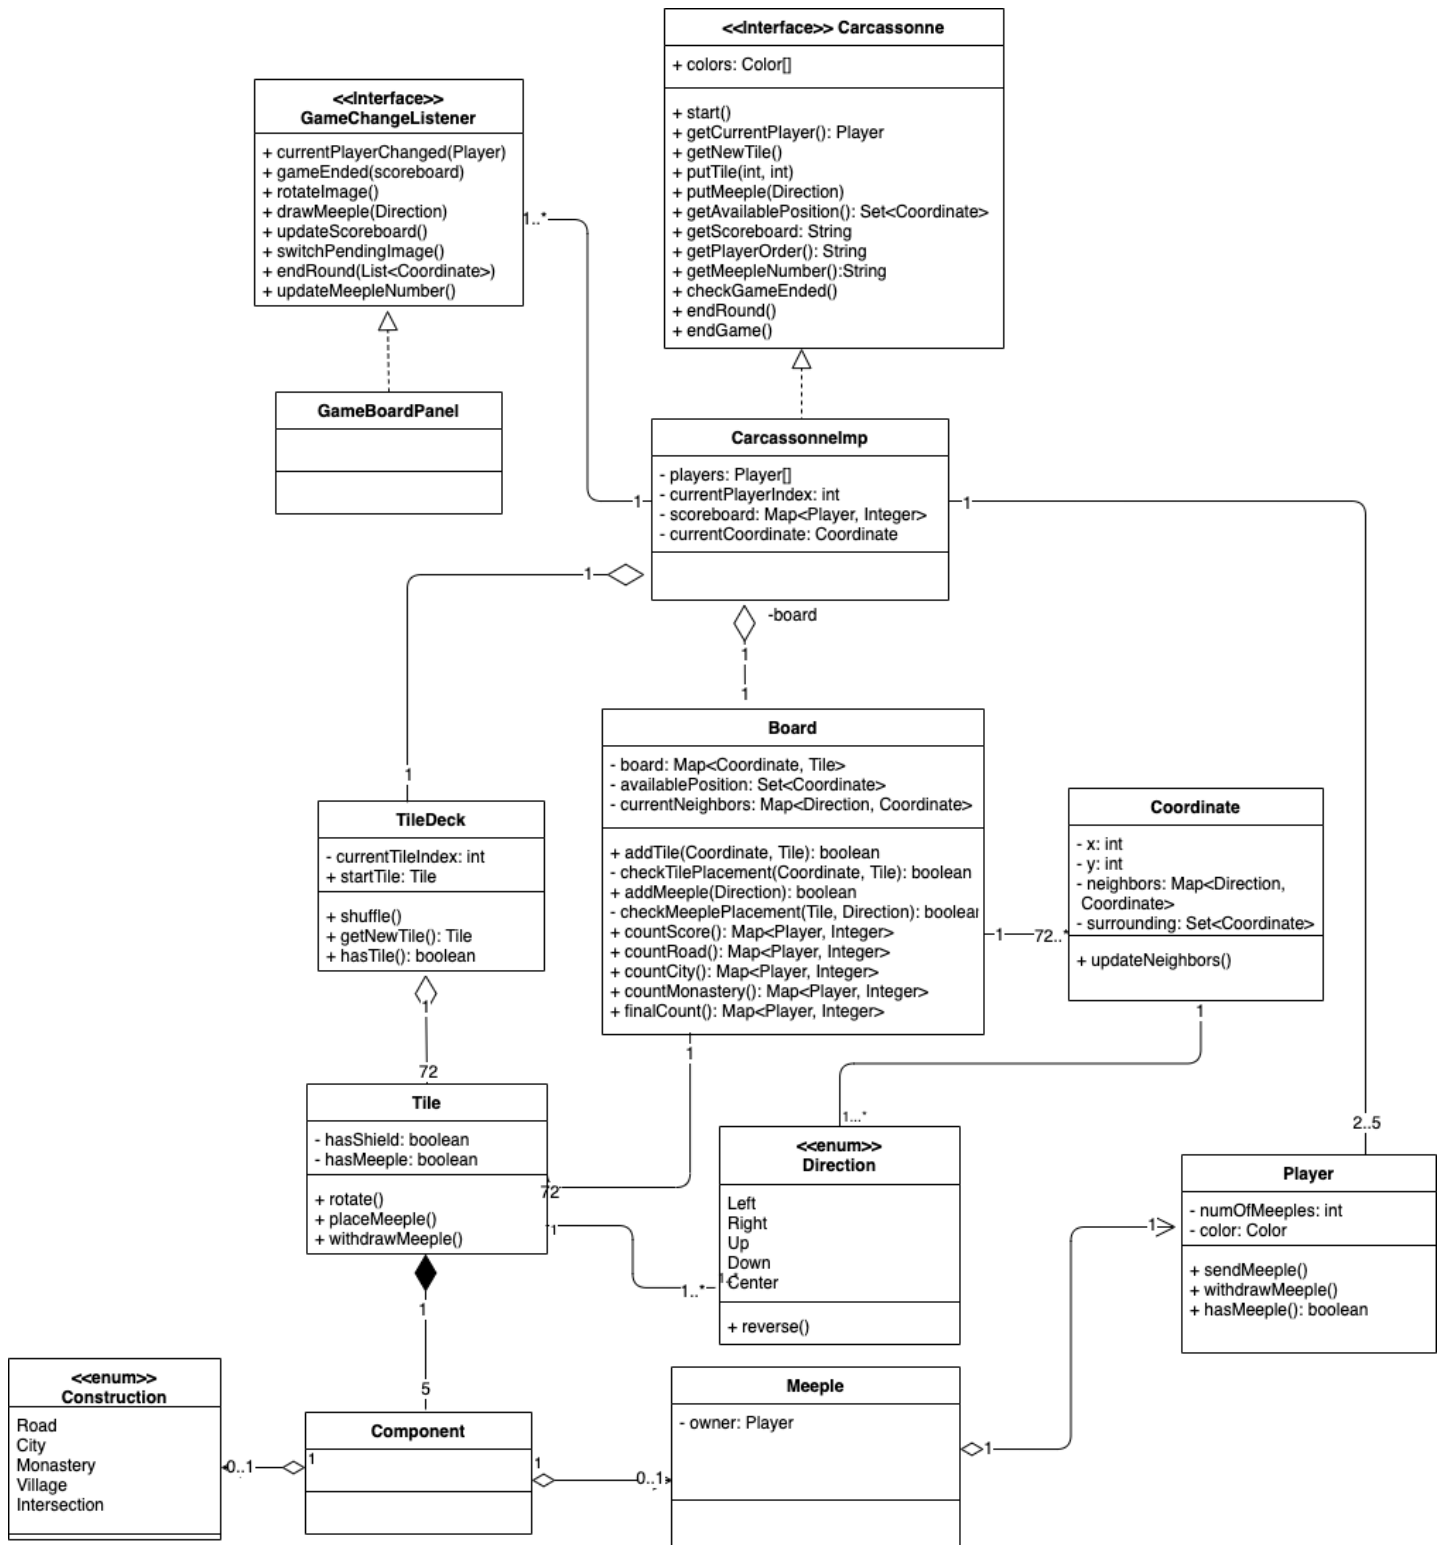 <<Interface>> Carcassonne
+ colors: Color[]
+ start()
+ getCurrentPlayer(): Player
+ getNewTile()
+ putTile(int, int)
+ putMeeple(Direction)
+ getAvailablePosition(): Set<Coordinate>
+ getScoreboard: String
+ getPlayerOrder(): String
+ getMeepleNumber():String
+ checkGameEnded()
+ endRound()
+ endGame()
<<Interface>>
GameChangeListener
+ currentPlayerChanged(Player)
+ gameEnded(scoreboard)
+ rotateImage()
+ drawMeeple(Direction)
+ updateScoreboard()
+ switchPendingImage()
+ endRound(List<Coordinate>)
+ updateMeepleNumber()
1..*
GameBoardPanel
CarcassonneImp
- players: Player[]
- currentPlayerIndex: int
- scoreboard: Map<Player, Integer>
- currentCoordinate: Coordinate
1
1
1
-board
1
1
1
Board
- board: Map<Coordinate, Tile>
- availablePosition: Set<Coordinate>
- currentNeighbors: Map<Direction, Coordinate>
+ addTile(Coordinate, Tile): boolean
- checkTilePlacement(Coordinate, Tile): boolean
+ addMeeple(Direction): boolean
- checkMeeplePlacement(Tile, Direction): boolean
+ countScore(): Map<Player, Integer>
+ countRoad(): Map<Player, Integer>
+ countCity(): Map<Player, Integer>
+ countMonastery(): Map<Player, Integer>
+ finalCount(): Map<Player, Integer>
1
72..*
1
Coordinate
- x: int
- y: int
- neighbors: Map<Direction,
Coordinate>
- surrounding: Set<Coordinate>
+ updateNeighbors()
1
TileDeck
- currentTileIndex: int
+ startTile: Tile
+ shuffle()
+ getNewTile(): Tile
+ hasTile(): boolean
1
72
Tile
- hasShield: boolean
- hasMeeple: boolean
+ rotate()
+ placeMeeple()
+ withdrawMeeple()
72
1
1..*
1..*
1...*
<<enum>>
Direction
Left
Right
Up
Down
Center
+ reverse()
2..5
Player
- numOfMeeples: int
- color: Color
+ sendMeeple()
+ withdrawMeeple()
+ hasMeeple(): boolean
1
1
5
<<enum>>
Construction
Road
City
Monastery
Village
Intersection
0..1
1
Component
1
0..1
Meeple
- owner: Player
1